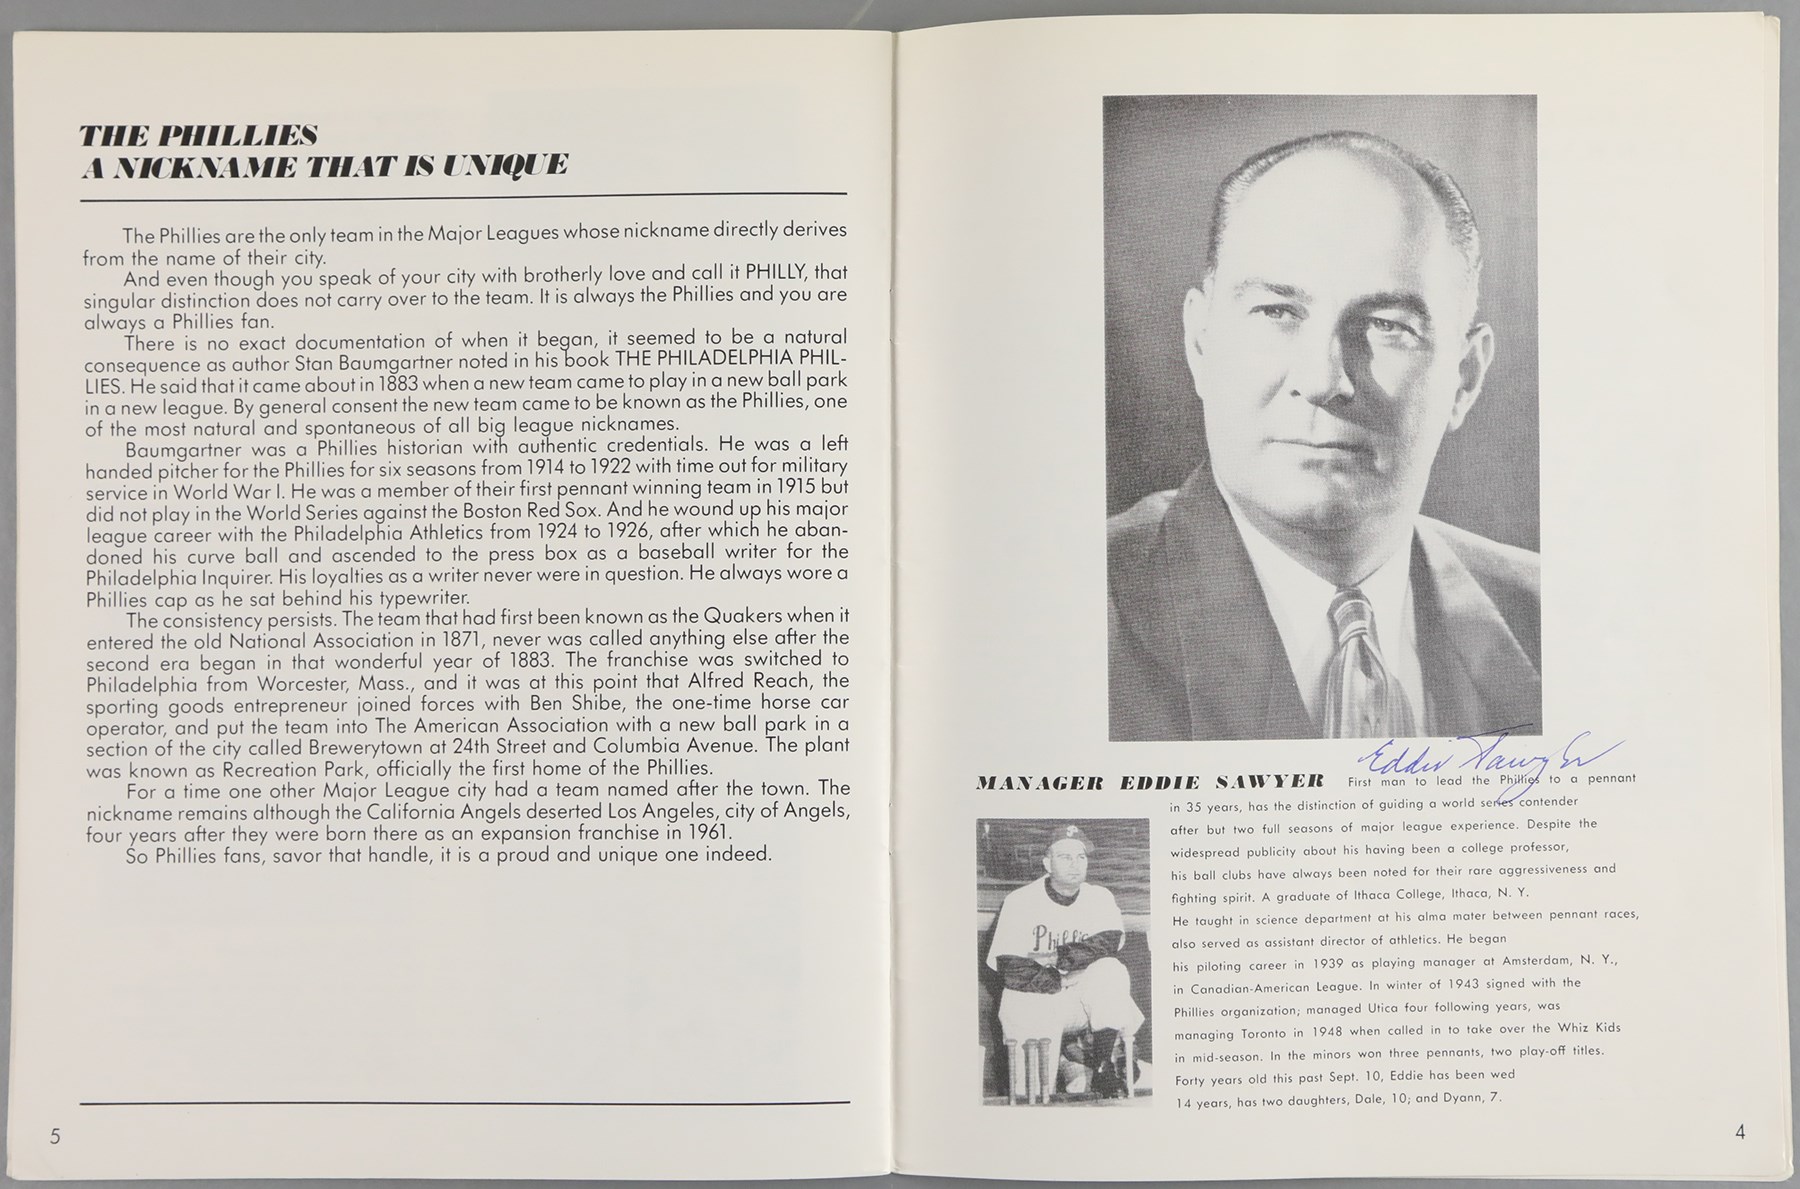 THE PHILLIES
A NICKNAME THAT IS UNIQUE
The Phillies are the only team in the Major Leagues whose nickname directly derives
from the name of their city.
And even though you speak of your city with brotherly love and call it PHILLY, that
singular distinction does not carry over to the team. It is always the Phillies and you are
always a Phillies fan.
There is no exact documentation of when it began, it seemed to be a natural
consequence as author Stan Baumgartner noted in his book THE PHILADELPHIA PHIL-
LIES. He said that it came about in 1883 when a new team came to play in a new ball park
in a new league. By general consent the new team came to be known as the Phillies, one
of the most natural and spontaneous of all big league nicknames.
Baumgartner was a Phillies historian with authentic credentials. He was a left
handed pitcher for the Phillies for six seasons from 1914 to 1922 with time out for military
service in World War I. He was a member of their first pennant winning team in 1915 but
did not play in the World Series against the Boston Red Sox. And he wound up his major
league career with the Philadelphia Athletics from 1924 to 1926, after which he aban-
doned his curve ball and ascended to the press box as a baseball writer for the
Philadelphia Inquirer. His loyalties as a writer never were in question. He always wore a
Phillies cap as he sat behind his typewriter.
The consistency persists. The team that had first been known as the Quakers when it
entered the old National Association in 1871, never was called anything else after the
second era began in that wonderful year of 1883. The franchise was switched to
Philadelphia from Worcester, Mass., and it was at this point that Alfred Reach, the
sporting goods entrepreneur joined forces with Ben Shibe, the one-time horse car
operator, and put the team into The American Association with a new ball park in a
section of the city called Brewerytown at 24th Street and Columbia Avenue. The plant
was known as Recreation Park, officially the first home of the Phillies.
For a time one other Major League city had a team named after the town. The
nickname remains although the California Angels deserted Los Angeles, city of Angels,
four years after they were born there as an expansion franchise in 1961.
So Phillies fans, savor that handle, it is a proud and unique one indeed.
5
Eddie Sawyer
MANAGER EDDIE SAWYER First man to lead the Phillies to a pennant
in 35 years, has the distinction of guiding a world series contender
after but two full seasons of major league experience. Despite the
widespread publicity about his having been a college professor,
his ball clubs have always been noted for their rare aggressiveness and
fighting spirit. A graduate of Ithaca College, Ithaca, N. Y.
He taught in science department at his alma mater between pennant races,
also served as assistant director of athletics. He began
his piloting career in 1939 as playing manager at Amsterdam, N. Y.,
in Canadian-American League. In winter of 1943 signed with the
Phillies organization; managed Utica four following years, was
managing Toronto in 1948 when called in to take over the Whiz Kids
in mid-season. In the minors won three pennants, two play-off titles.
Forty years old this past Sept. 10, Eddie has been wed
14 years, has two daughters, Dale, 10; and Dyann, 7.
Phillies
4